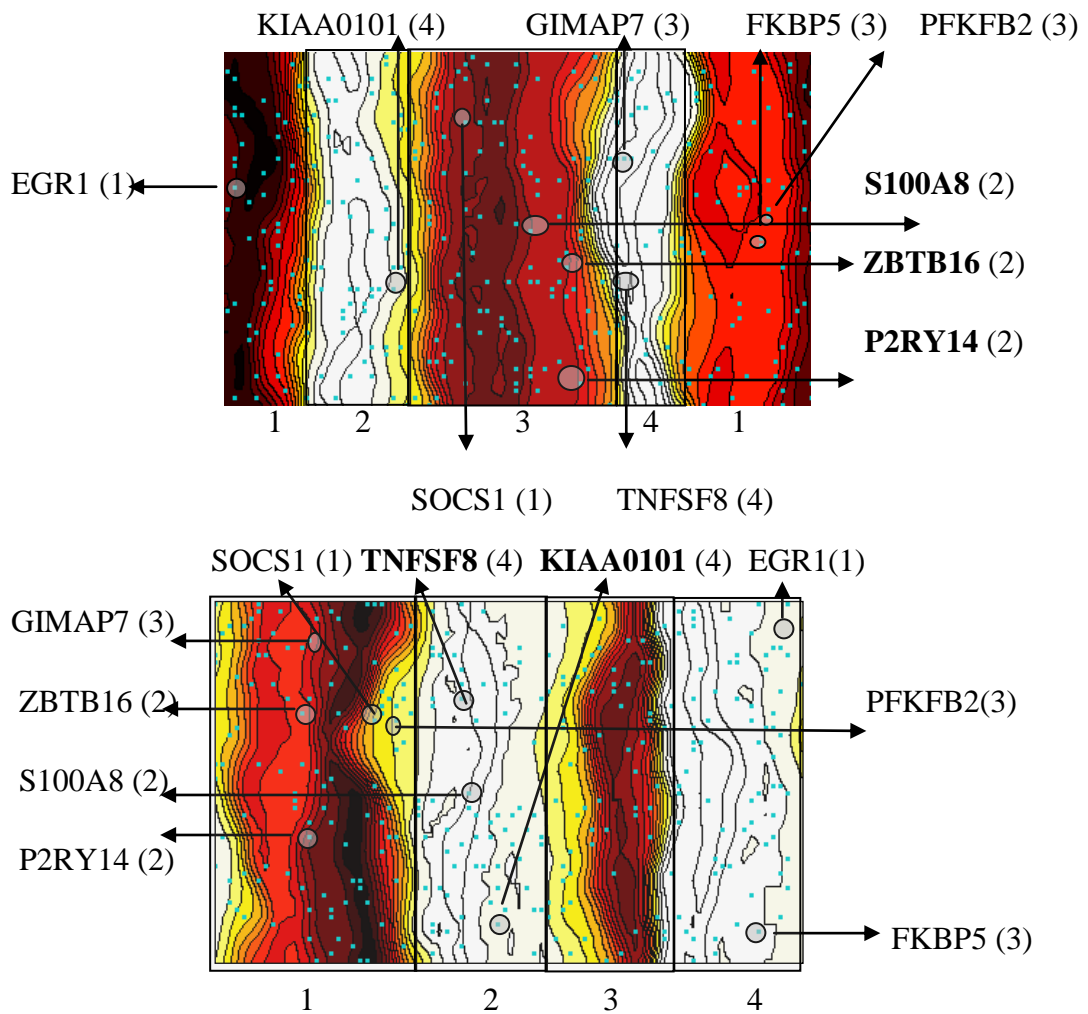 KIAA0101 (4) GIMAP7 (3) FKBP5 (3) PFKFB2 (3)
EGR1 (1)
S100A8 (2)
ZBTB16 (2)
P2RY14 (2)
1 2 3 4 1
SOCS1 (1) TNFSF8 (4)
SOCS1 (1) TNFSF8 (4) KIAA0101 (4) EGR1(1)
GIMAP7 (3)
ZBTB16 (2) PFKFB2(3)
S100A8 (2)
P2RY14 (2)
FKBP5 (3)
1 2 3 4